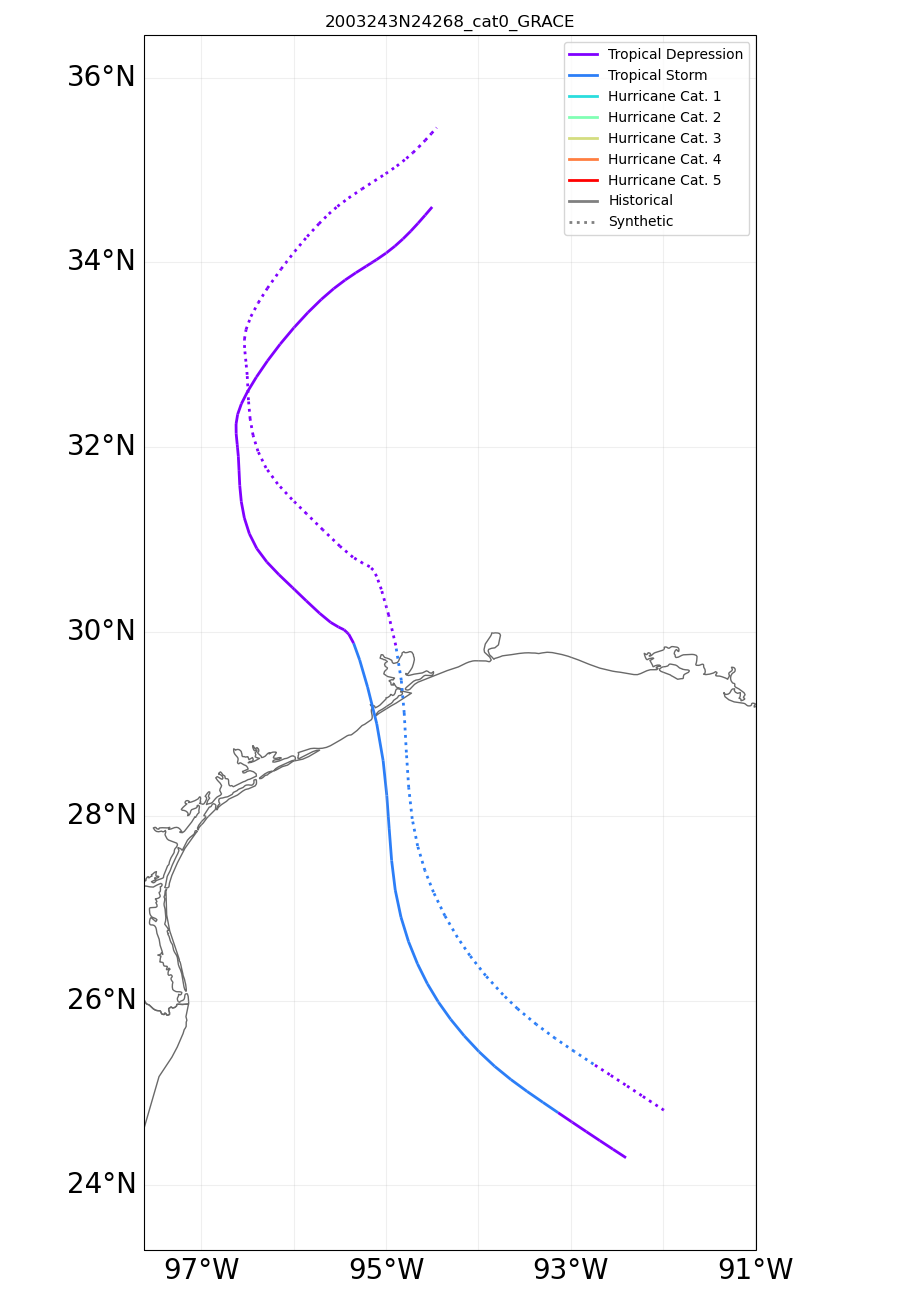 2003243N24268_cat0_GRACE
Tropical Depression
Tropical Storm
Hurricane Cat. 1
Hurricane Cat. 2
Hurricane Cat. 3
Hurricane Cat. 4
Hurricane Cat. 5
Historical
Synthetic
36°N
34°N
32°N
30°N
28°N
26°N
24°N
97°W 95°W 93°W 91°W